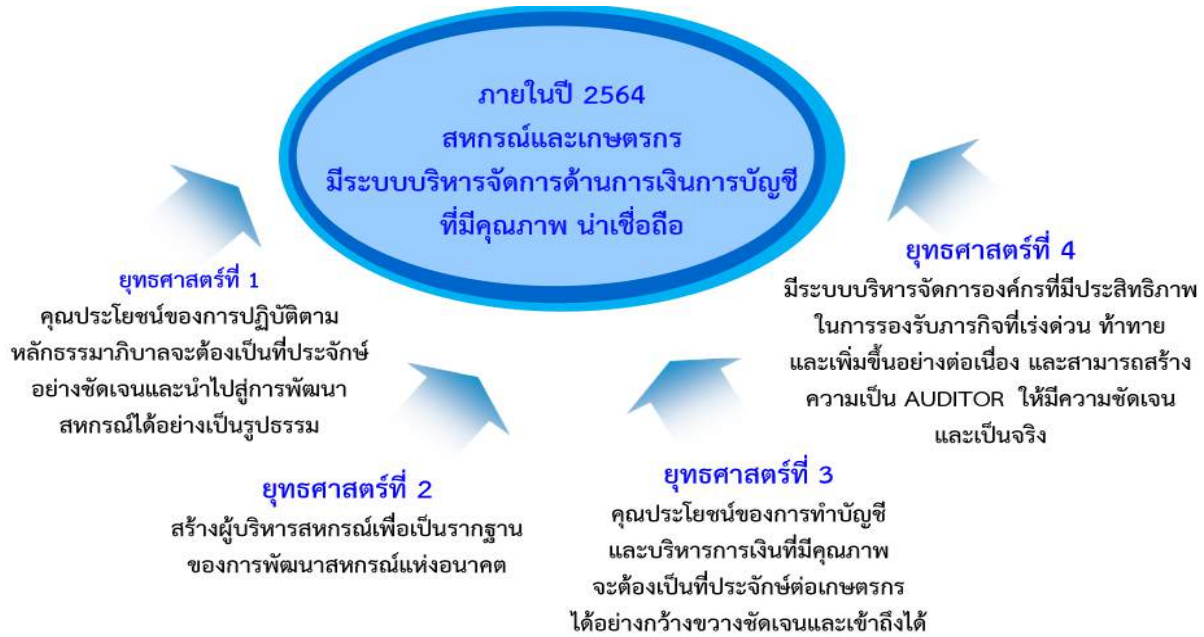 ภายในปี 2564
สหกรณ์และเกษตรกร
มีระบบบริหารจัดการด้านการเงินการบัญชี
ที่มีคุณภาพ น่าเชื่อถือ
ยุทธศาสตร์ที่ 1
คุณประโยชน์ของการปฏิบัติตาม
หลักธรรมาภิบาลจะต้องเป็นที่ประจักษ์
อย่างชัดเจนและนำไปสู่การพัฒนา
สหกรณ์ได้อย่างเป็นรูปธรรม
ยุทธศาสตร์ที่ 2
สร้างผู้บริหารสหกรณ์เพื่อเป็นรากฐาน
ของการพัฒนาสหกรณ์แห่งอนาคต
ยุทธศาสตร์ที่ 3
คุณประโยชน์ของการทำบัญชี
และบริหารการเงินที่มีคุณภาพ
จะต้องเป็นที่ประจักษ์ต่อเกษตรกร
ได้อย่างกว้างขวางชัดเจนและเข้าถึงได้
ยุทธศาสตร์ที่ 4
มีระบบบริหารจัดการองค์กรที่มีประสิทธิภาพ
ในการรองรับภารกิจที่เร่งด่วน ท้าทาย
และเพิ่มขึ้นอย่างต่อเนื่อง และสามารถสร้าง
ความเป็น AUDITOR ให้มีความชัดเจน
และเป็นจริง